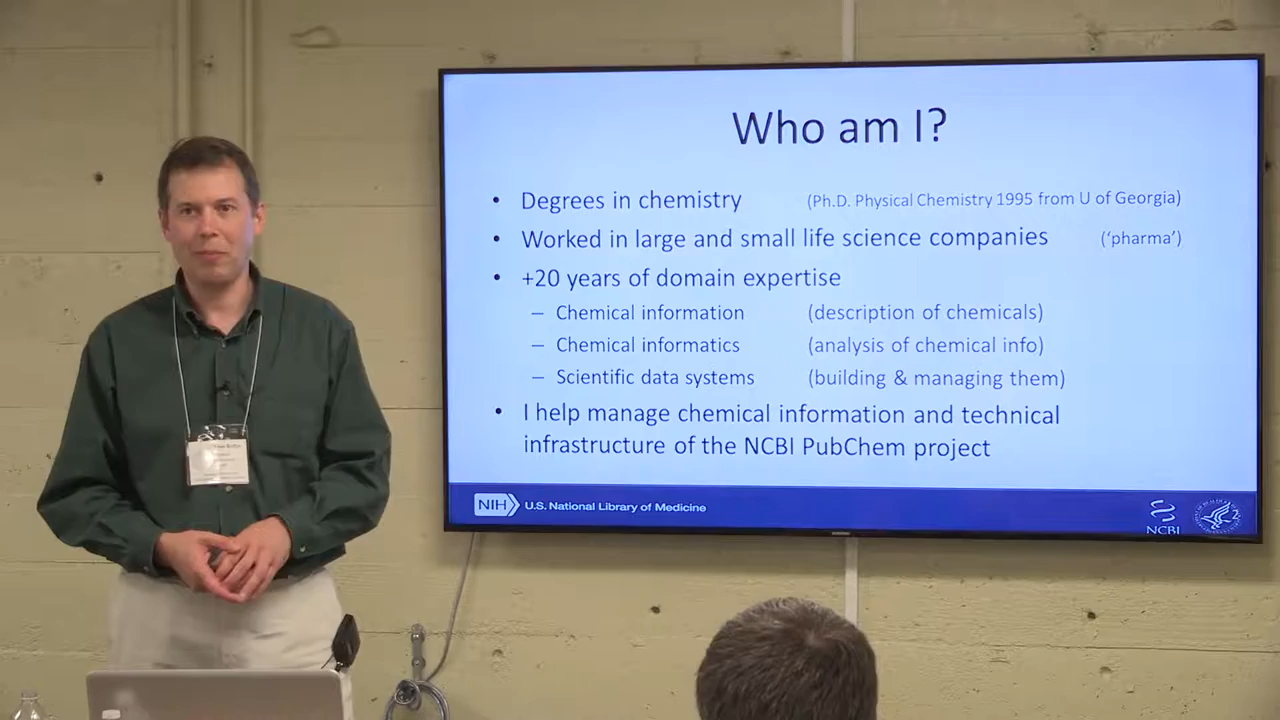 Who am I?
• Degrees in chemistry (Ph.D. Physical Chemistry 1995 from U of Georgia)
• Worked in large and small life science companies ('pharma')
• +20 years of domain expertise
– Chemical information (description of chemicals)
– Chemical informatics (analysis of chemical info)
– Scientific data systems (building & managing them)
• I help manage chemical information and technical
infrastructure of the NCBI PubChem project
NIH U.S. National Library of Medicine
NCBI
2